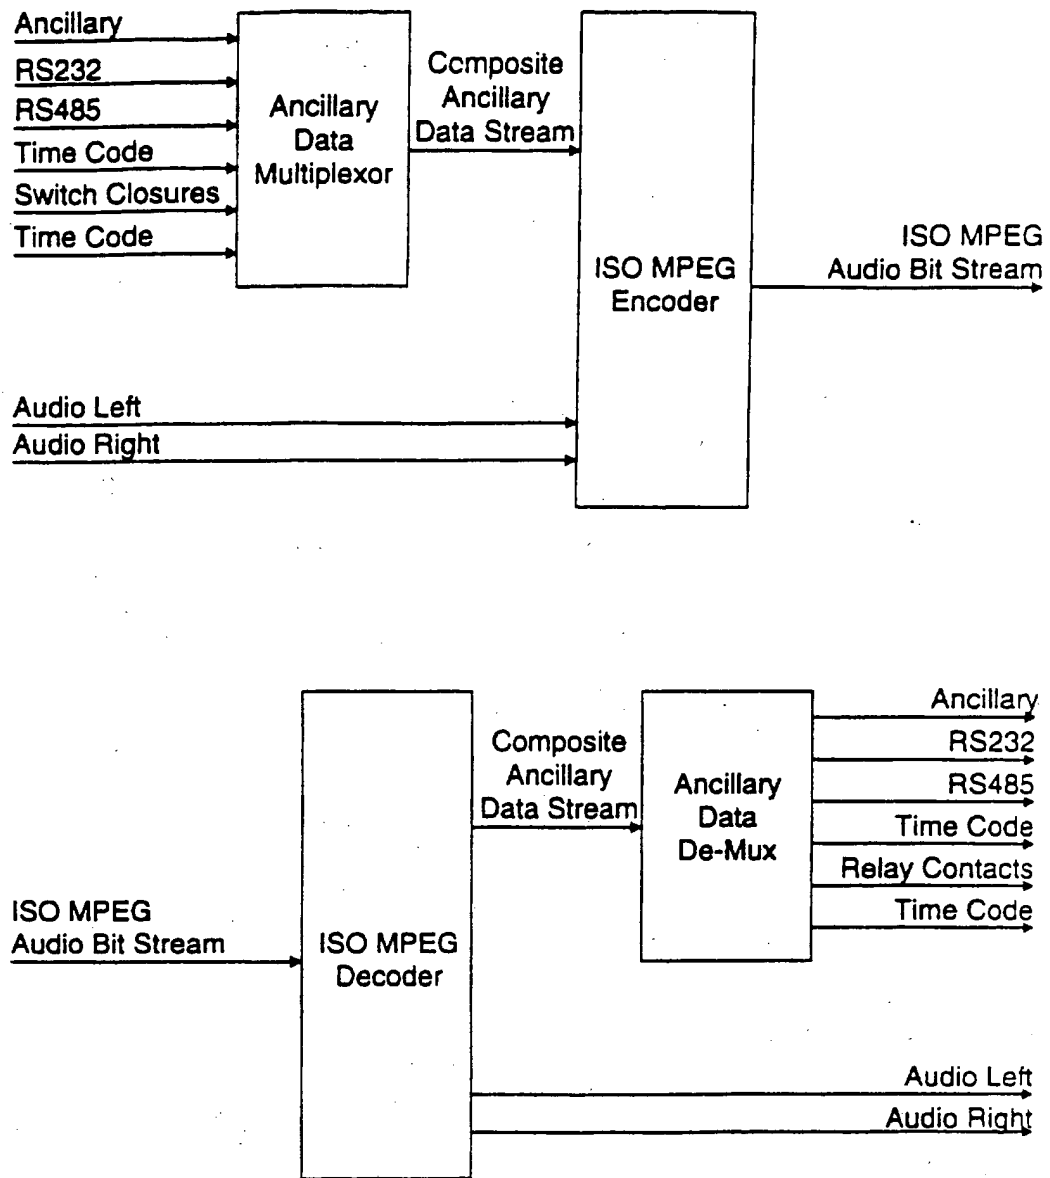 Ancillary
RS232
RS485
Time Code
Switch Closures
Time Code
Ancillary
Data
Multiplexor
Composite
Ancillary
Data Stream
ISO MPEG
Encoder
ISO MPEG
Audio Bit Stream
Audio Left
Audio Right
ISO MPEG
Audio Bit Stream
ISO MPEG
Decoder
Composite
Ancillary
Data Stream
Ancillary
Data
De-Mux
Ancillary
RS232
RS485
Time Code
Relay Contacts
Time Code
Audio Left
Audio Right